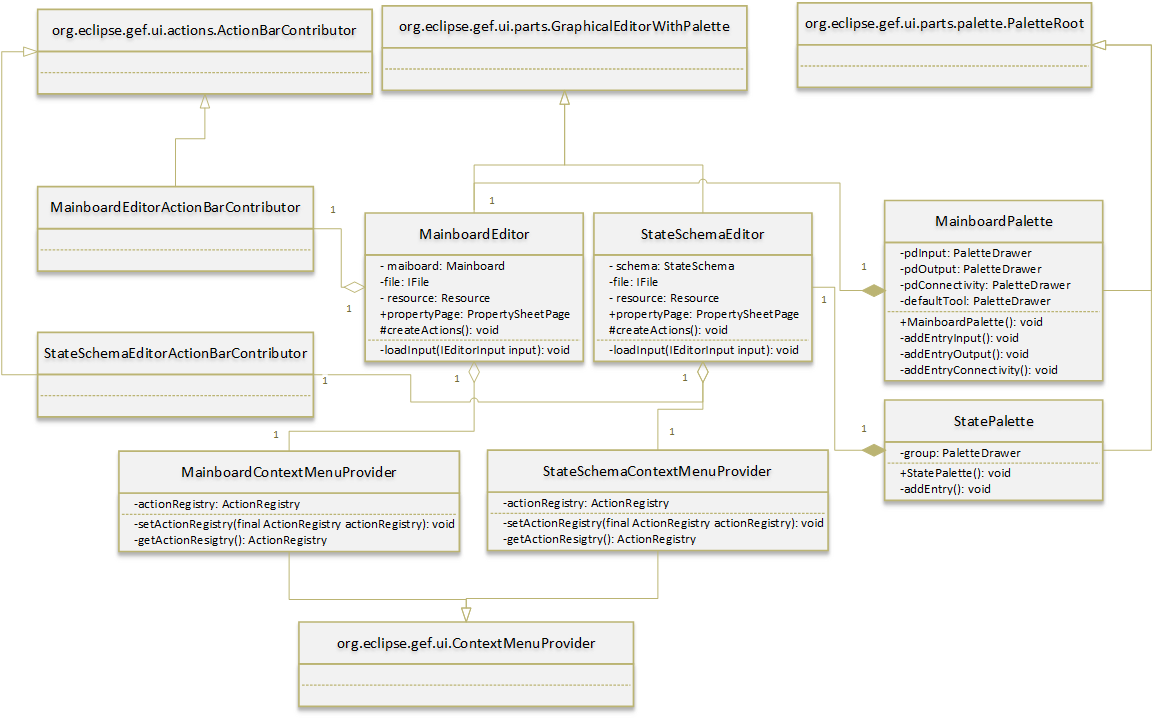 org.eclipse.gef.ui.actions.ActionBarContributor
org.eclipse.gef.ui.parts.GraphicalEditorWithPalette
org.eclipse.gef.ui.parts.palette.PaletteRoot
MainboardEditorActionBarContributor
1
1
MainboardEditor
- maiboard: Mainboard
-file: IFile
- resource: Resource
+propertyPage: PropertySheetPage
#createActions(): void
-loadInput(IEditorInput input): void
1
StateSchemaEditor
- schema: StateSchema
-file: IFile
- resource: Resource
+propertyPage: PropertySheetPage
#createActions(): void
-loadInput(IEditorInput input): void
1
1
MainboardPalette
-pdInput: PaletteDrawer
-pdOutput: PaletteDrawer
-pdConnectivity: PaletteDrawer
-defaultTool: PaletteDrawer
+MainboardPalette(): void
-addEntryInput(): void
-addEntryOutput(): void
-addEntryConnectivity(): void
StateSchemaEditorActionBarContributor
1
1
1
1
StatePalette
-group: PaletteDrawer
+StatePalette(): void
-addEntry(): void
1
1
MainboardContextMenuProvider
-actionRegistry: ActionRegistry
-setActionRegistry(final ActionRegistry actionRegistry): void
-getActionResigtry(): ActionRegistry
StateSchemaContextMenuProvider
-actionRegistry: ActionRegistry
-setActionRegistry(final ActionRegistry actionRegistry): void
-getActionResigtry(): ActionRegistry
org.eclipse.gef.ui.ContextMenuProvider